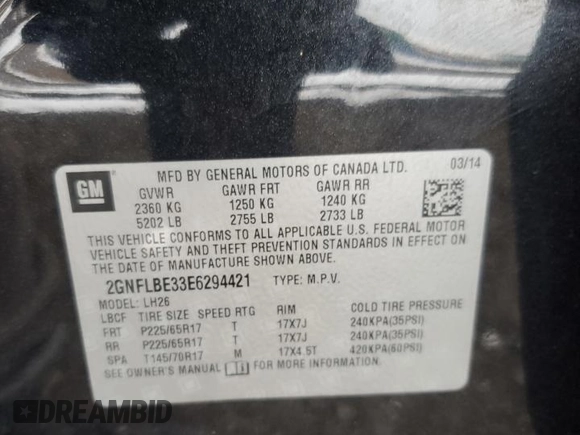 MFD BY GENERAL MOTORS OF CANADA LTD. 03/14
GM
GVWR GAWR FRT GAWR RR
2360 KG 1250 KG 1240 KG
5202 LB 2755 LB 2733 LB
THIS VEHICLE CONFORMS TO ALL APPLICABLE U.S. FEDERAL MOTOR
VEHICLE SAFETY AND THEFT PREVENTION STANDARDS IN EFFECT ON
THE DATE OF MANUFACTURE SHOWN ABOVE.
2GNFLBE33E6294421 TYPE: M.P.V.
MODEL: LH26
LBCF TIRE SIZE SPEED RTG RIM COLD TIRE PRESSURE
FRT P225/65R17 T 17X7J 240KPA(35PSI)
RR P225/65R17 T 17X7J 240KPA(35PSI)
SPA T145/70R17 M 17X4.5T 420KPA(60PSI)
SEE OWNER'S MANUAL FOR MORE INFORMATION.
DREAMBID